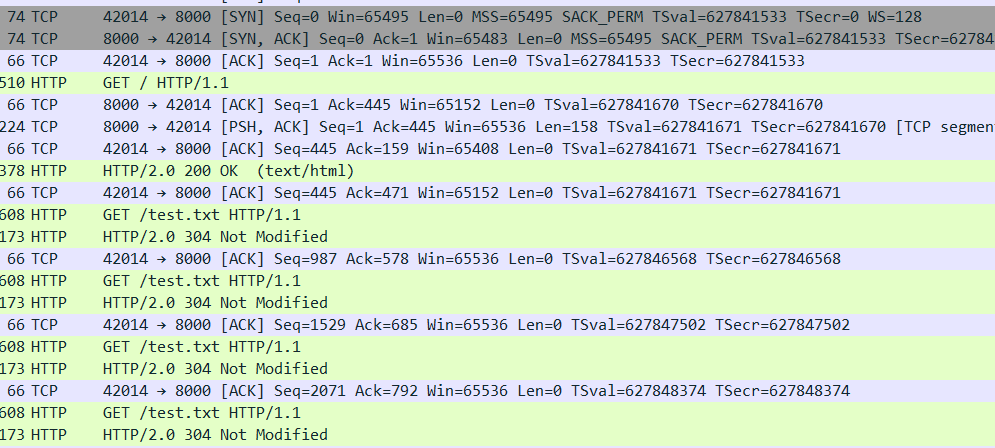 74 TCP 42014 → 8000 [SYN] Seq=0 Win=65495 Len=0 MSS=65495 SACK_PERM TSval=627841533 TSecr=0 WS=128
74 TCP 8000 → 42014 [SYN, ACK] Seq=0 Ack=1 Win=65483 Len=0 MSS=65495 SACK_PERM TSval=627841533 TSecr=62784
66 TCP 42014 → 8000 [ACK] Seq=1 Ack=1 Win=65536 Len=0 TSval=627841533 TSecr=627841533
510 HTTP GET / HTTP/1.1
66 TCP 8000 → 42014 [ACK] Seq=1 Ack=445 Win=65152 Len=0 TSval=627841670 TSecr=627841670
224 TCP 8000 → 42014 [PSH, ACK] Seq=1 Ack=445 Win=65536 Len=158 TSval=627841671 TSecr=627841670 [TCP segmen
66 TCP 42014 → 8000 [ACK] Seq=445 Ack=159 Win=65408 Len=0 TSval=627841671 TSecr=627841671
378 HTTP HTTP/2.0 200 OK (text/html)
66 TCP 42014 → 8000 [ACK] Seq=445 Ack=471 Win=65152 Len=0 TSval=627841671 TSecr=627841671
608 HTTP GET /test.txt HTTP/1.1
173 HTTP HTTP/2.0 304 Not Modified
66 TCP 42014 → 8000 [ACK] Seq=987 Ack=578 Win=65536 Len=0 TSval=627846568 TSecr=627846568
608 HTTP GET /test.txt HTTP/1.1
173 HTTP HTTP/2.0 304 Not Modified
66 TCP 42014 → 8000 [ACK] Seq=1529 Ack=685 Win=65536 Len=0 TSval=627847502 TSecr=627847502
608 HTTP GET /test.txt HTTP/1.1
173 HTTP HTTP/2.0 304 Not Modified
66 TCP 42014 → 8000 [ACK] Seq=2071 Ack=792 Win=65536 Len=0 TSval=627848374 TSecr=627848374
608 HTTP GET /test.txt HTTP/1.1
173 HTTP HTTP/2.0 304 Not Modified